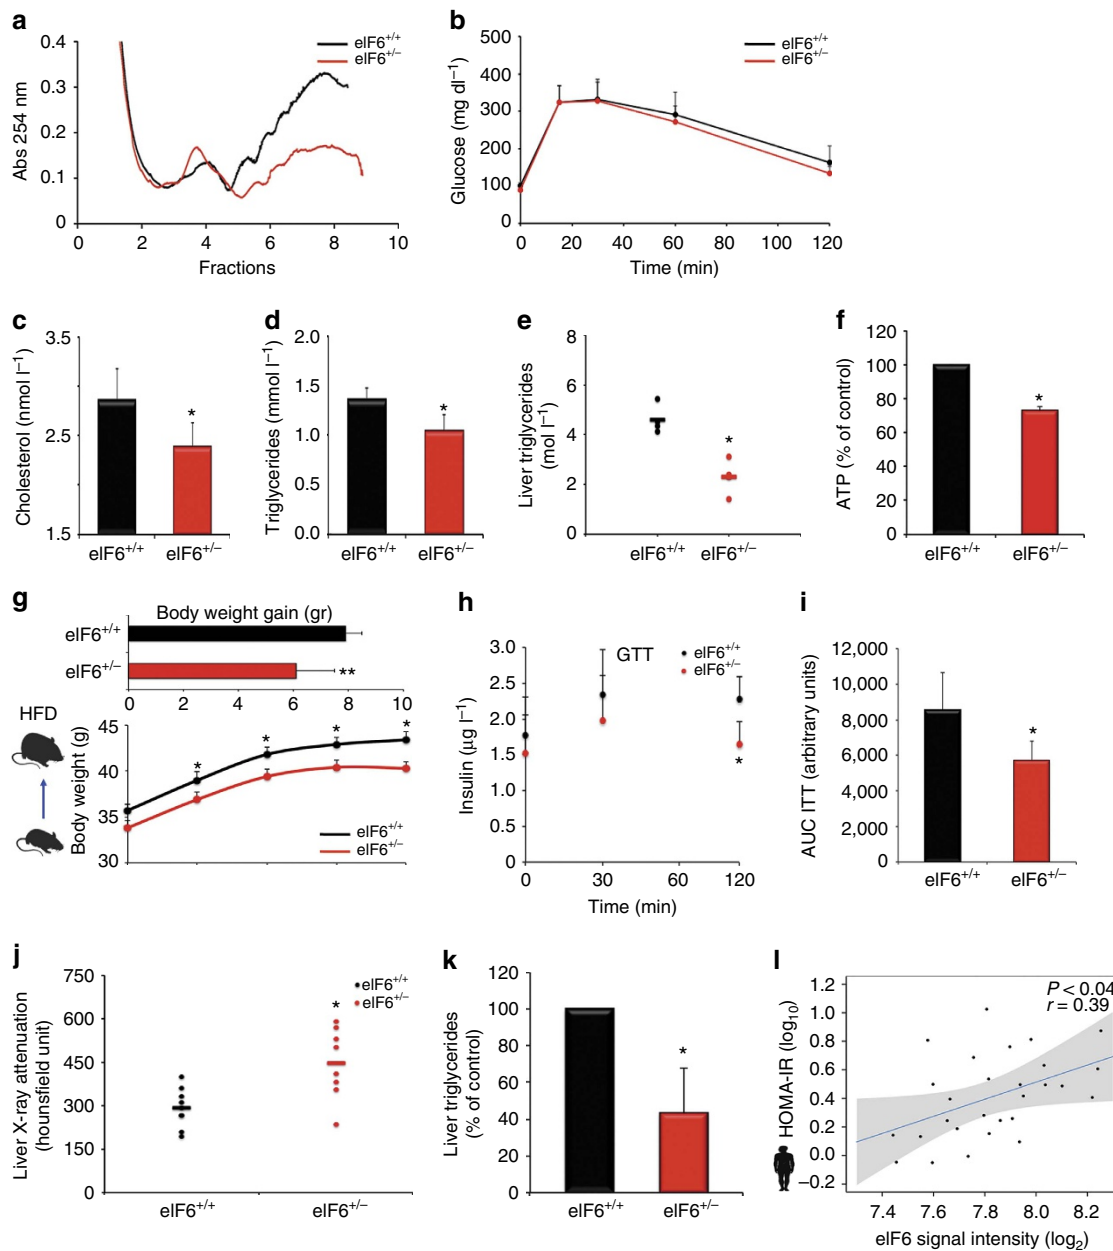 a
eIF6+/+
eIF6+/–
0.4
0.3
0.2
0.1
0
Abs 254 nm
0 2 4 6 8 10
Fractions
b
eIF6+/+
eIF6+/–
500
400
300
200
100
0
Glucose (mg dl–1)
0 20 40 60 80 100 120
Time (min)
c
3.5
2.5
1.5
Cholesterol (nmol l–1)
*
eIF6+/+ eIF6+/–
d
2.0
1.5
1.0
0.5
0.0
Triglycerides (mmol l–1)
*
eIF6+/+ eIF6+/–
e
8
6
4
2
0
Liver triglycerides
(mol l–1)
*
eIF6+/+ eIF6+/–
f
120
100
80
60
40
20
0
ATP (% of control)
*
eIF6+/+ eIF6+/–
g
Body weight gain (gr)
eIF6+/+
eIF6+/–
**
0 2 4 6 8 10
HFD
45
40
35
30
Body weight (g)
* * * *
eIF6+/+
eIF6+/–
h
GTT
eIF6+/+
eIF6+/–
3.0
2.5
2.0
1.5
1.0
0.5
0
Insulin (μg l–1)
*
0 30 60 120
Time (min)
i
12,000
10,000
8,000
6,000
4,000
2,000
0
AUC ITT (arbitrary units)
*
eIF6+/+ eIF6+/–
j
eIF6+/+
eIF6+/–
750
600
450
300
150
0
Liver X-ray attenuation
(hounsfield unit)
*
eIF6+/+ eIF6+/–
k
120
100
80
60
40
20
0
Liver triglycerides
(% of control)
*
eIF6+/+ eIF6+/–
l
P < 0.04
r = 0.39
1.2
1.0
0.8
0.6
0.4
0.2
0.0
–0.2
HOMA-IR (log10)
7.4 7.6 7.8 8.0 8.2
eIF6 signal intensity (log2)